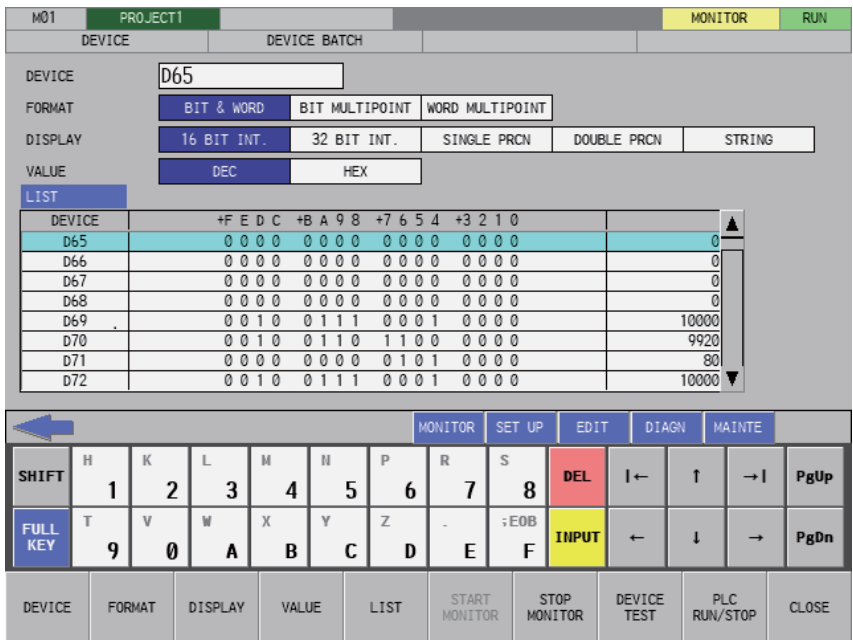 M01 PROJECT1 MONITOR RUN
DEVICE DEVICE BATCH
DEVICE D65
FORMAT BIT & WORD BIT MULTIPOINT WORD MULTIPOINT
DISPLAY 16 BIT INT. 32 BIT INT. SINGLE PRCN DOUBLE PRCN STRING
VALUE DEC HEX
LIST
DEVICE +F E D C +B A 9 8 +7 6 5 4 +3 2 1 0
D65 0 0 0 0 0 0 0 0 0 0 0 0 0 0 0 0 0
D66 0 0 0 0 0 0 0 0 0 0 0 0 0 0 0 0 0
D67 0 0 0 0 0 0 0 0 0 0 0 0 0 0 0 0 0
D68 0 0 0 0 0 0 0 0 0 0 0 0 0 0 0 0 0
D69 . 0 0 1 0 0 1 1 1 0 0 0 1 0 0 0 0 10000
D70 0 0 1 0 0 1 1 0 1 1 0 0 0 0 0 0 9920
D71 0 0 0 0 0 0 0 0 0 1 0 1 0 0 0 0 80
D72 0 0 1 0 0 1 1 1 0 0 0 1 0 0 0 0 10000
MONITOR SET UP EDIT DIAGN MAINTE
SHIFT H 1 K 2 L 3 M 4 N 5 P 6 R 7 S 8 DEL |← ↑ →| PgUp
FULL KEY T 9 V 0 W A X B Y C Z D . E ;EOB F INPUT ← ↓ → PgDn
DEVICE FORMAT DISPLAY VALUE LIST START MONITOR STOP MONITOR DEVICE TEST PLC RUN/STOP CLOSE